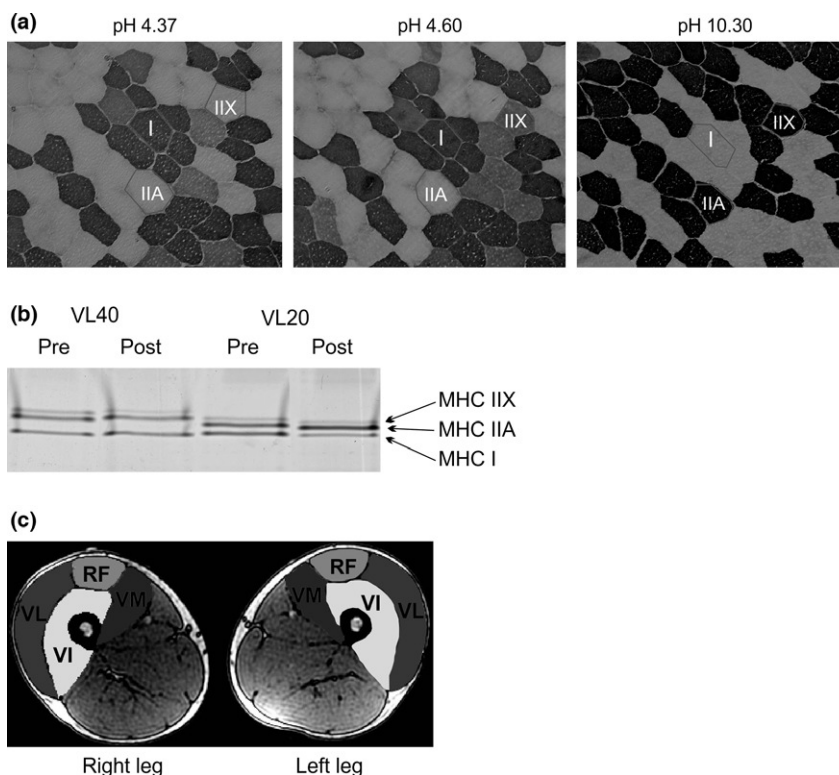 (a)
pH 4.37 pH 4.60 pH 10.30
IIX IIX
I I I IIX
IIA IIA IIA
(b)
VL40 VL20
Pre Post Pre Post
MHC IIX
MHC IIA
MHC I
(c)
RF RF
VM VM
VL VI VI VL
Right leg Left leg